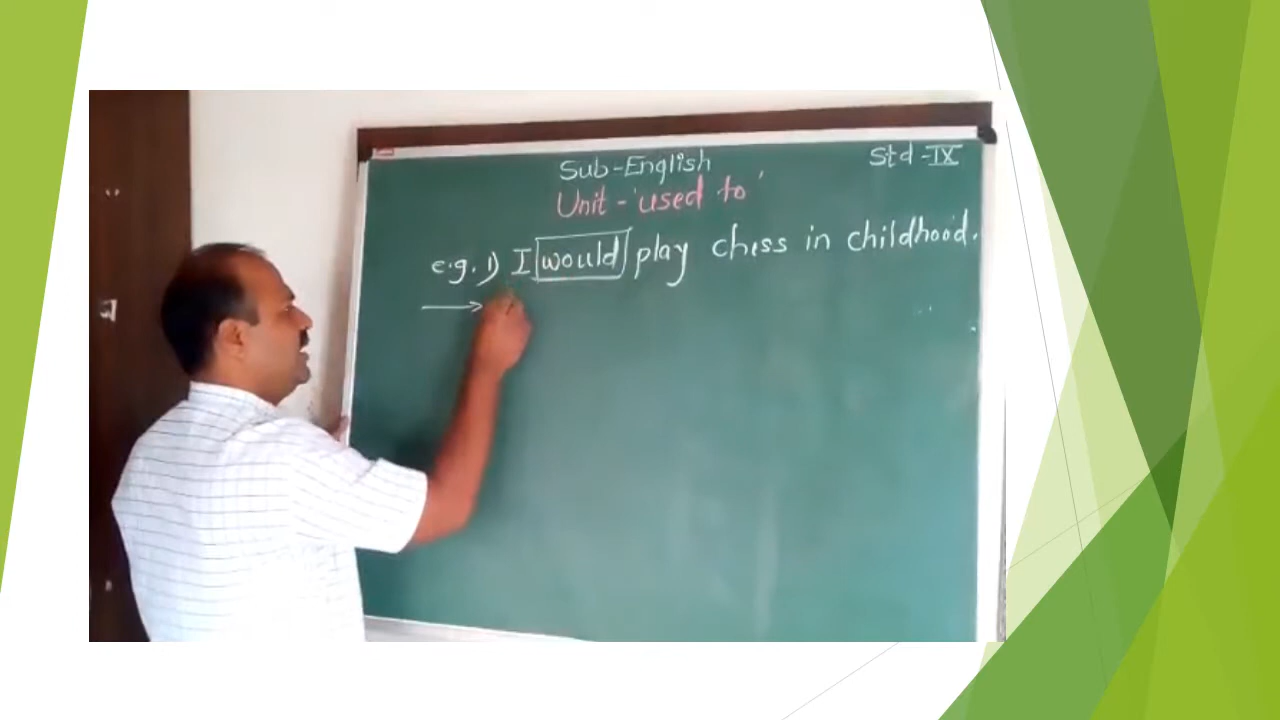 Sub-English
Std-IX
Unit-'used to'
e.g. 1) I would play chess in childhood.